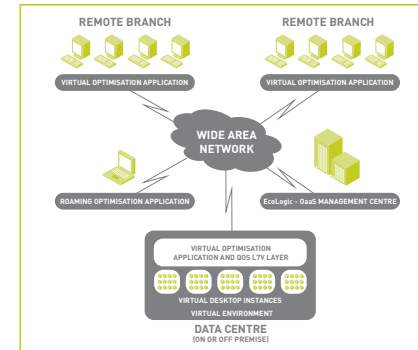 REMOTE BRANCH
REMOTE BRANCH
VIRTUAL OPTIMISATION APPLICATION
VIRTUAL OPTIMISATION APPLICATION
WIDE AREA
NETWORK
ROAMING OPTIMISATION APPLICATION
EcoLogic - OaaS MANAGEMENT CENTRE
VIRTUAL OPTIMISATION
APPLICATION AND QOS L7V LAYER
VIRTUAL DESKTOP INSTANCES
VIRTUAL ENVIRONMENT
DATA CENTRE
(ON OR OFF PREMISE)